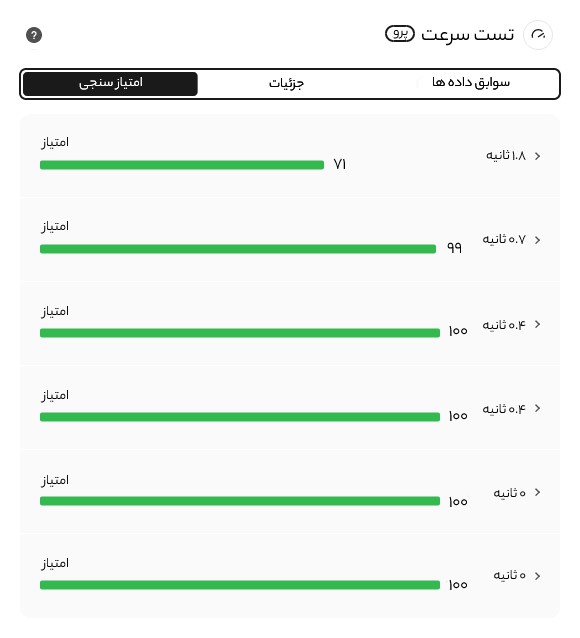 تست سرعت پرو
?
سوابق داده ها
جزئیات
امتیاز سنجی
۱.۸ ثانیه
امتیاز
۷۱
۰.۷ ثانیه
امتیاز
۹۹
۰.۴ ثانیه
امتیاز
۱۰۰
۰.۴ ثانیه
امتیاز
۱۰۰
۰ ثانیه
امتیاز
۱۰۰
۰ ثانیه
امتیاز
۱۰۰